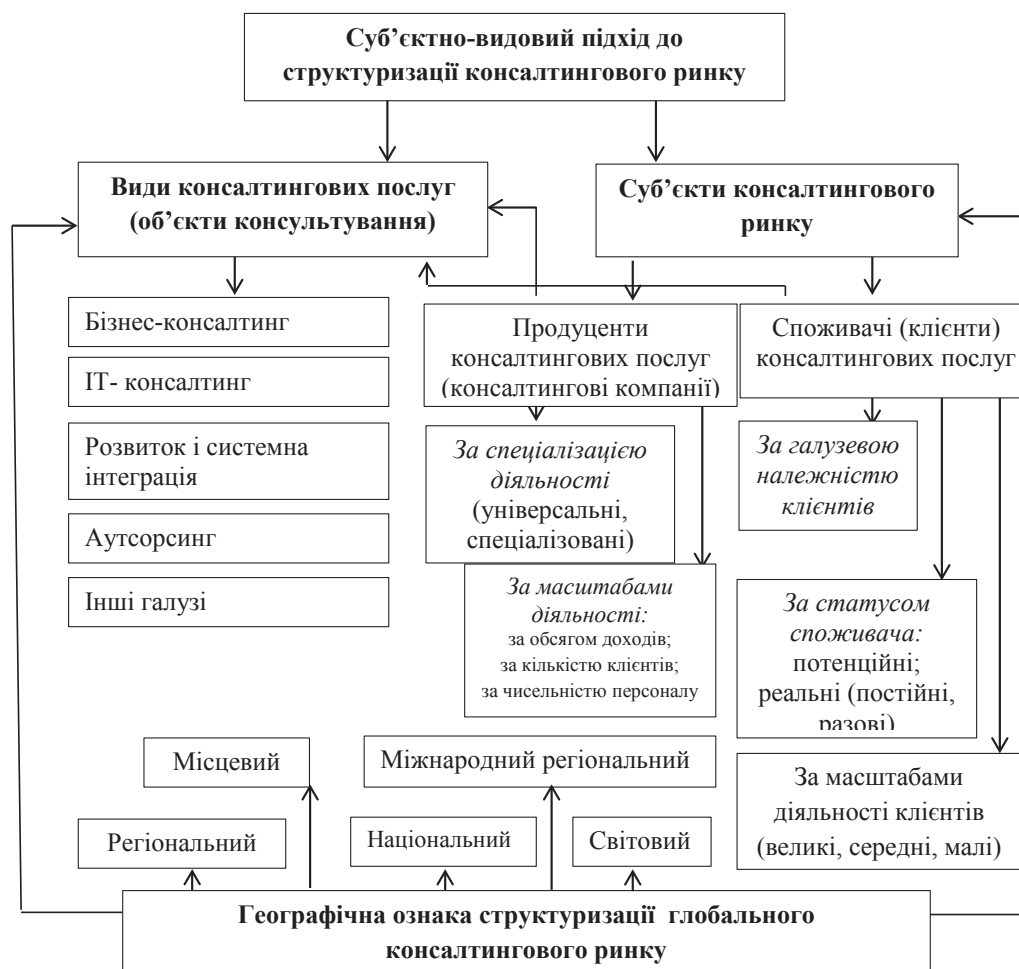 Суб’єктно-видовий підхід до
структуризації консалтингового ринку
Види консалтингових послуг
(об’єкти консультування)
Суб’єкти консалтингового
ринку
Бізнес-консалтинг
ІТ- консалтинг
Розвиток і системна
інтеграція
Аутсорсинг
Інші галузі
Продуценти
консалтингових послуг
(консалтингові компанії)
Споживачі (клієнти)
консалтингових послуг
За спеціалізацією
діяльності
(універсальні,
спеціалізовані)
За галузевою
належністю
клієнтів
За масштабами
діяльності:
за обсягом доходів;
за кількістю клієнтів;
за чисельністю персоналу
За статусом
споживача:
потенційні;
реальні (постійні,
разові)
За масштабами
діяльності клієнтів
(великі, середні, малі)
Місцевий
Міжнародний регіональний
Регіональний
Національний
Світовий
Географічна ознака структуризації глобального
консалтингового ринку